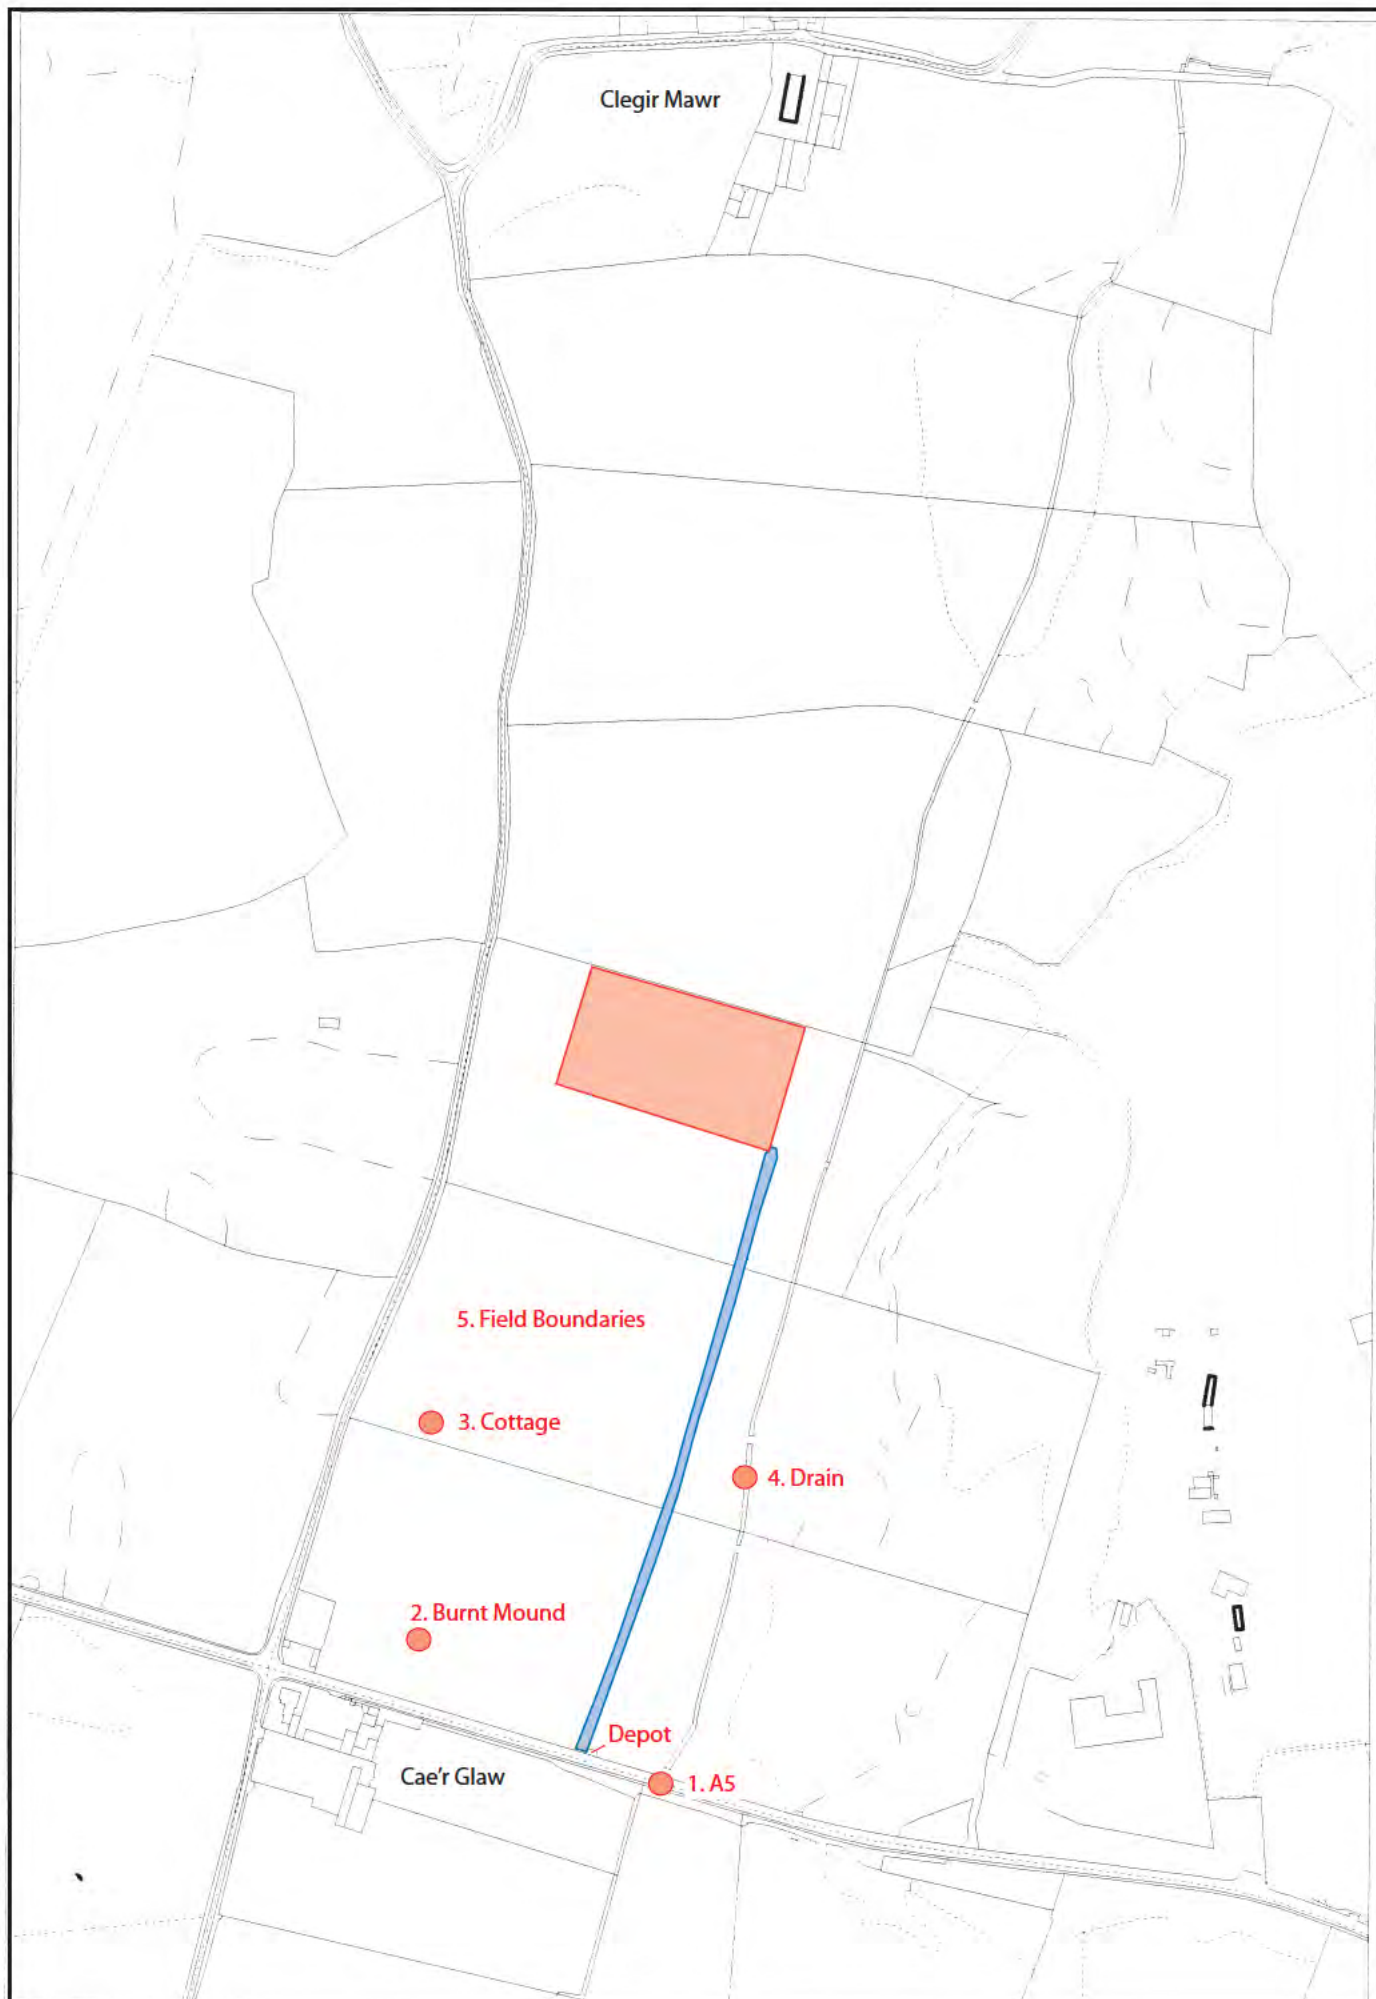 Clegir Mawr
5. Field Boundaries
3. Cottage
4. Drain
2. Burnt Mound
Depot
Cae'r Glaw
1. A5